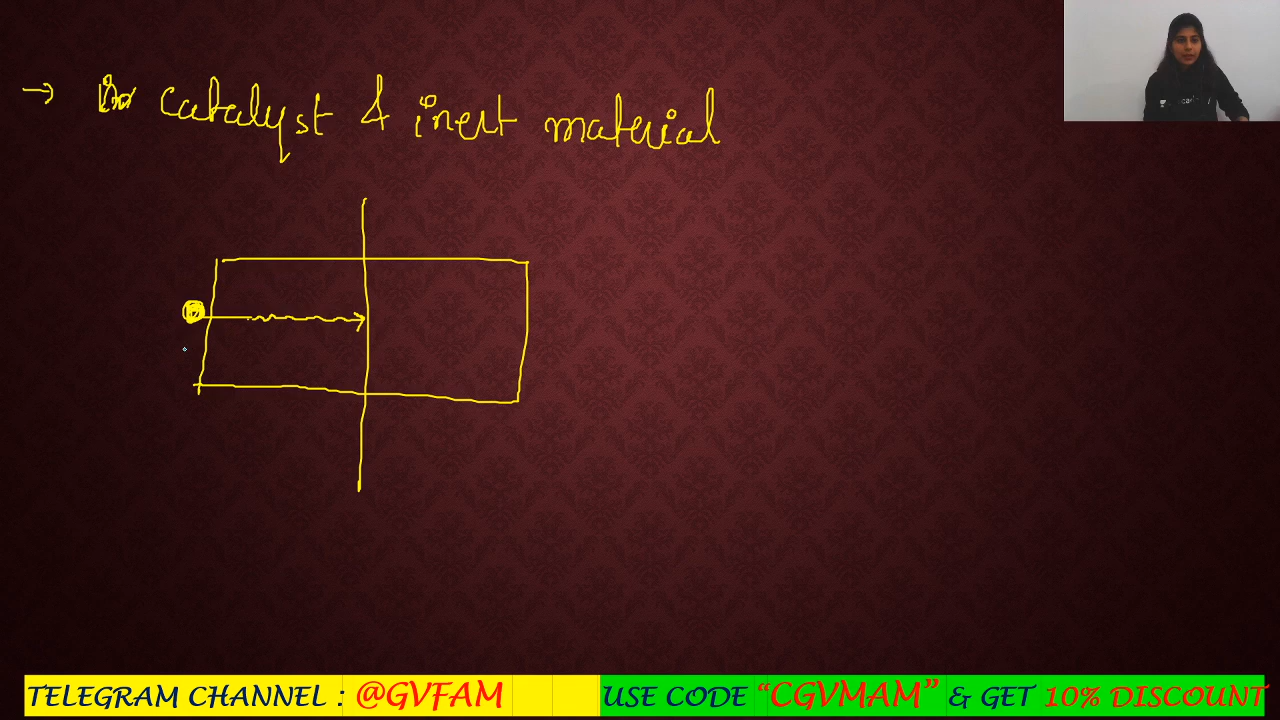 → catalyst & inert material
TELEGRAM CHANNEL : @GVFAM
USE CODE “CGVMAM” & GET 10% DISCOUNT